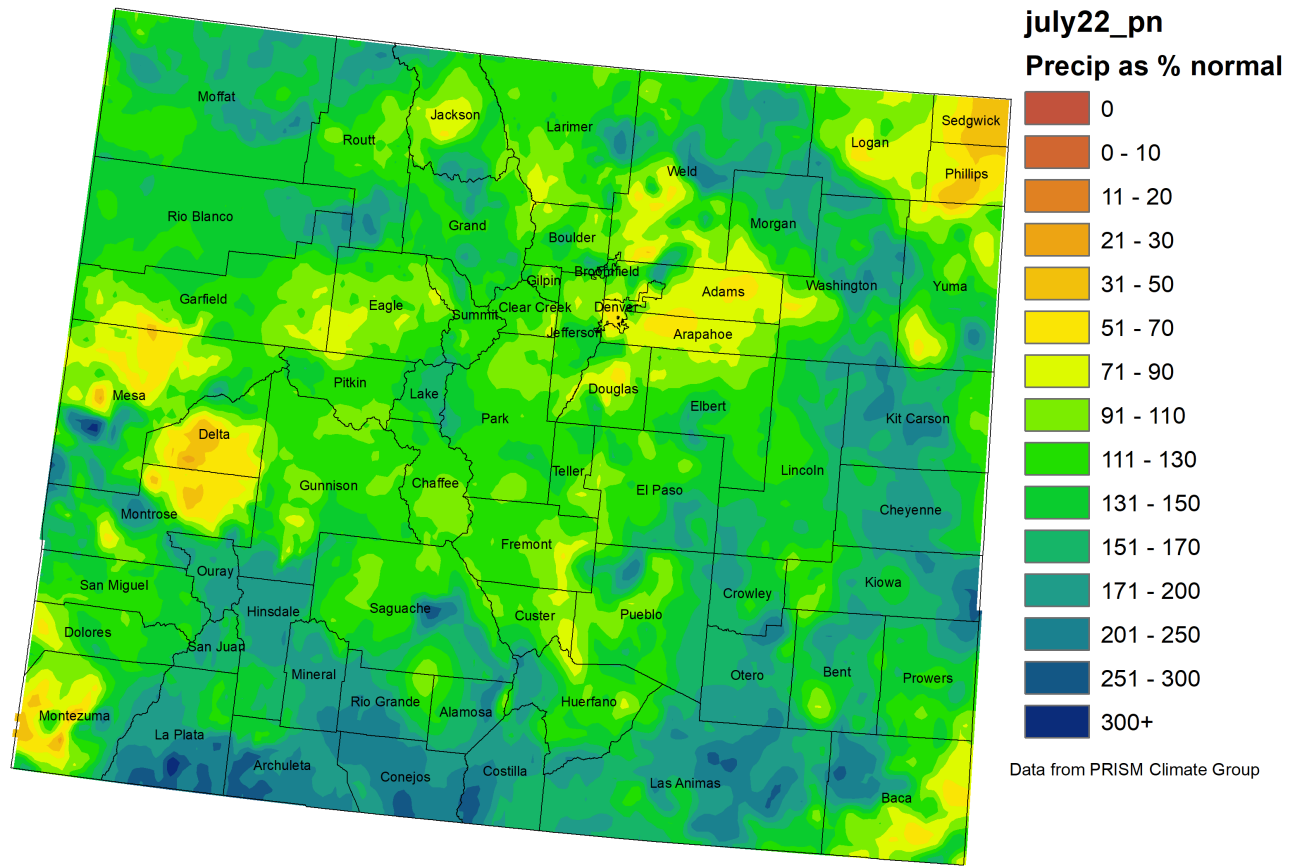 july22_pn
Precip as % normal
0
0 - 10
11 - 20
21 - 30
31 - 50
51 - 70
71 - 90
91 - 110
111 - 130
131 - 150
151 - 170
171 - 200
201 - 250
251 - 300
300+
Data from PRISM Climate Group
Moffat
Routt
Jackson
Larimer
Weld
Logan
Sedgwick
Phillips
Rio Blanco
Grand
Boulder
Morgan
Broomfield
Gilpin
Garfield
Eagle
Summit
Clear Creek
Denver
Adams
Washington
Yuma
Jefferson
Arapahoe
Mesa
Pitkin
Lake
Park
Douglas
Elbert
Kit Carson
Delta
Gunnison
Chaffee
Teller
El Paso
Lincoln
Montrose
Fremont
Cheyenne
San Miguel
Ouray
Hinsdale
Saguache
Custer
Pueblo
Crowley
Kiowa
Dolores
San Juan
Mineral
Rio Grande
Alamosa
Huerfano
Otero
Bent
Prowers
Montezuma
La Plata
Archuleta
Conejos
Costilla
Las Animas
Baca